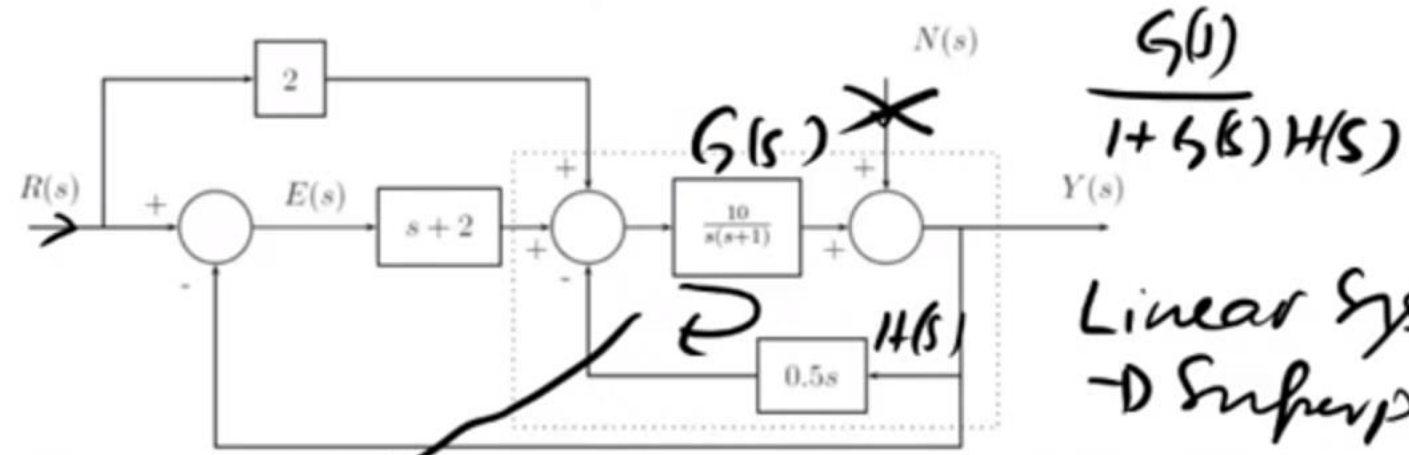 N(s)
G(s)
2
G(s)
1 + G(s) H(s)
+
+
R(s)
+
E(s)
s + 2
10
s(s+1)
Y(s)
+
+
-
-
H(s)
0.5s
Linear